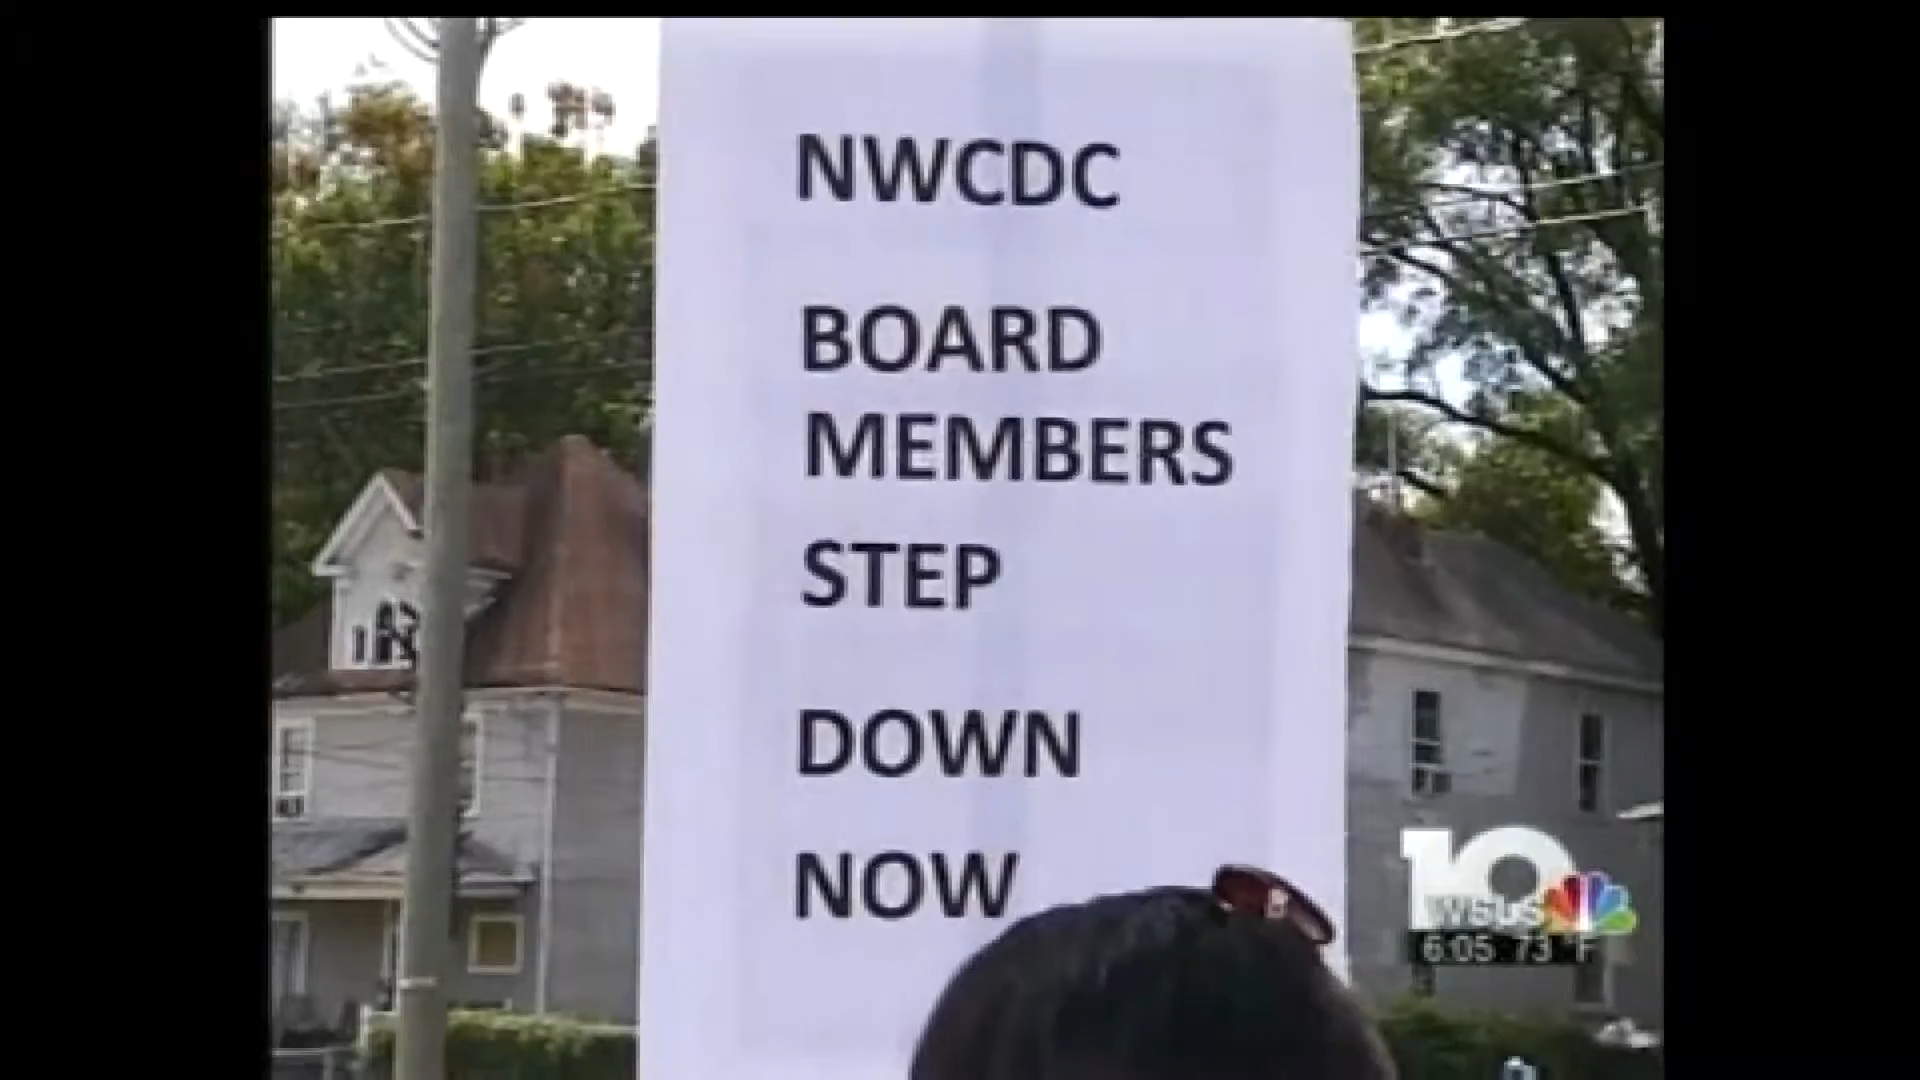 NWCDC
BOARD
MEMBERS
STEP
DOWN
NOW
10
WSLS
6:05 73 °F